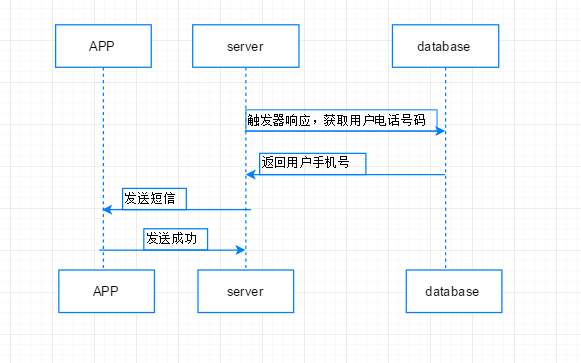 APP
server
database
触发器响应，获取用户电话号码
返回用户手机号
发送短信
发送成功
APP
server
database